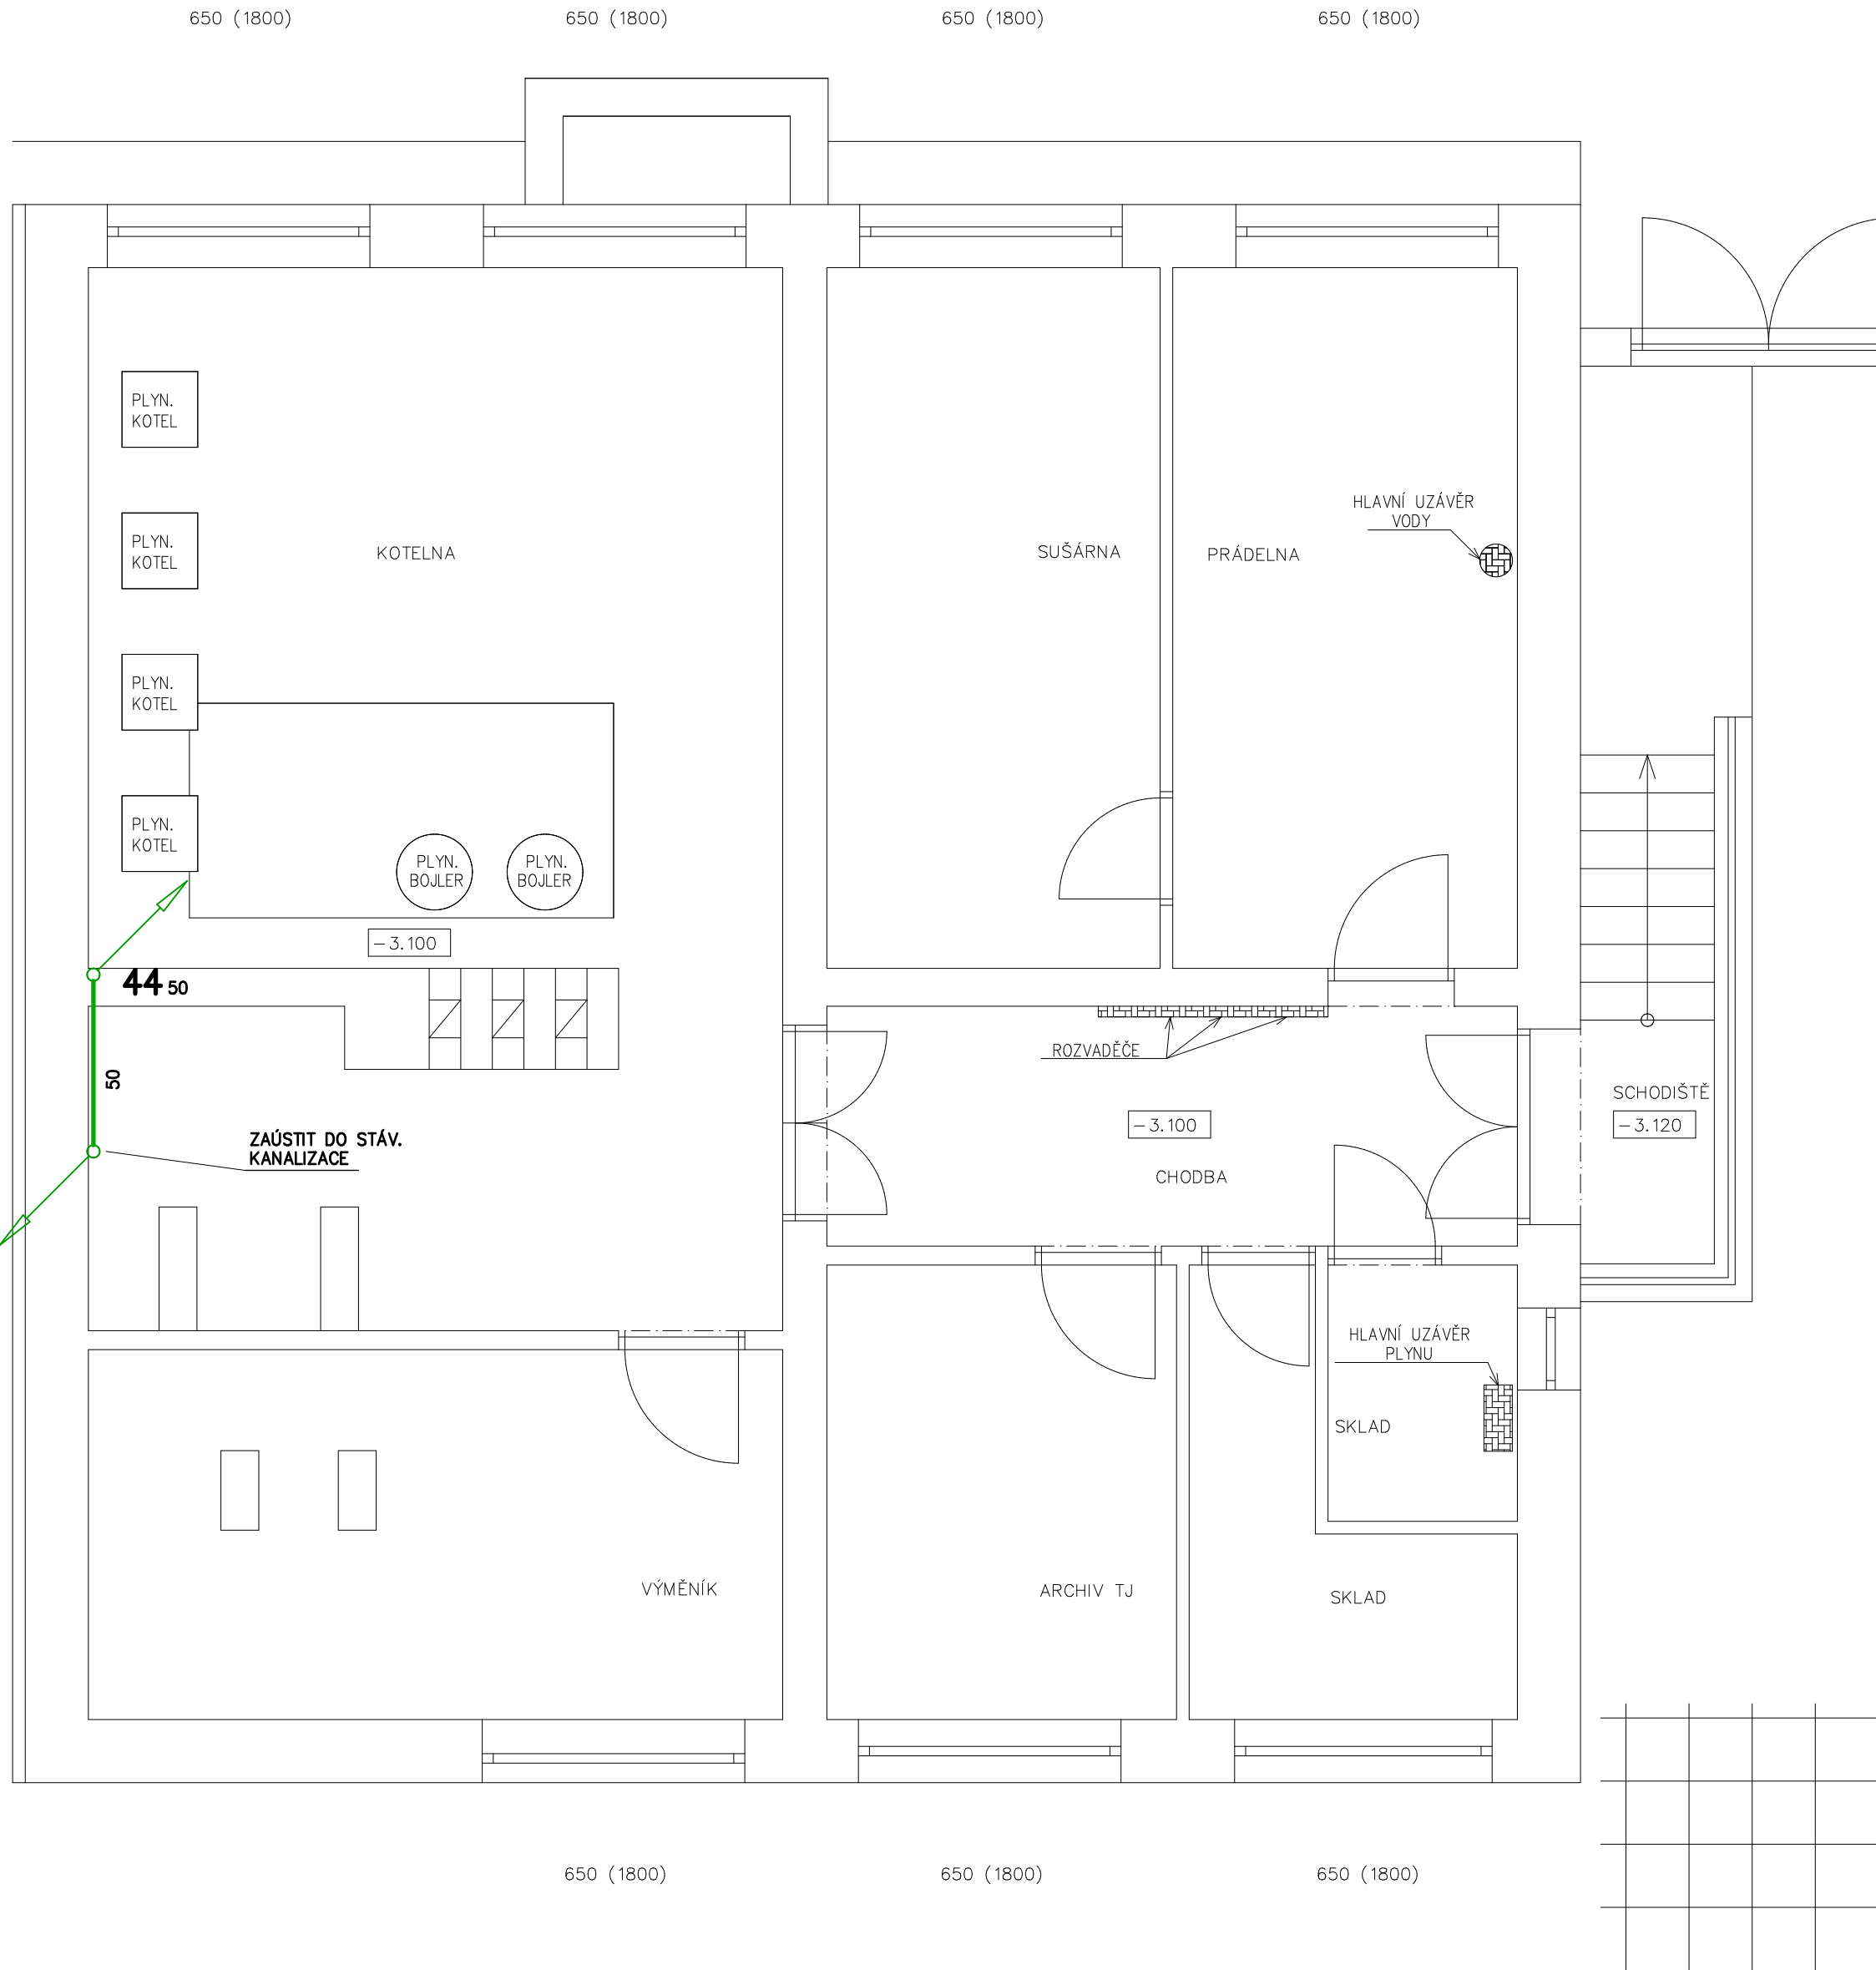 650 (1800)
650 (1800)
650 (1800)
650 (1800)
PLYN.
KOTEL
HLAVNÍ UZÁVĚR
VODY
PLYN.
KOTEL
KOTELNA
SUŠÁRNA
PRÁDELNA
PLYN.
KOTEL
PLYN.
KOTEL
PLYN.
BOJLER
PLYN.
BOJLER
-3.100
44 50
ROZVADĚČE
50
SCHODIŠTĚ
-3.100
-3.120
ZAÚSTIT DO STÁV.
KANALIZACE
CHODBA
HLAVNÍ UZÁVĚR
PLYNU
SKLAD
VÝMĚNÍK
ARCHIV TJ
SKLAD
650 (1800)
650 (1800)
650 (1800)